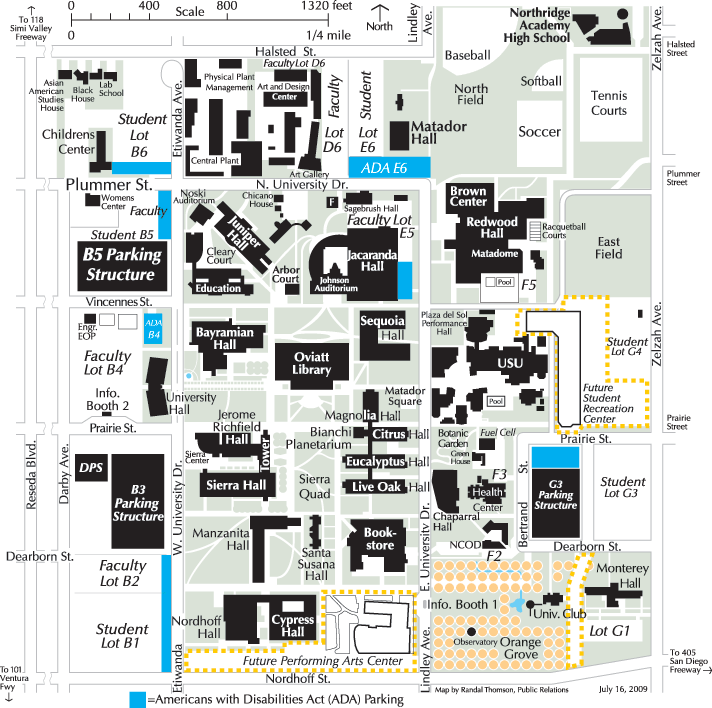 To 118
Simi Valley
Freeway
0 400 800 1320 feet
Scale
0 1/4 mile
North
Lindley
Ave.
Northridge
Academy
High School
Zelzah Ave.
Halsted St.
Halsted
Street
Asian
American
Studies
House
Black
House
Lab
School
Childrens
Center
Student
Lot
B6
Etiwanda Ave.
Physical Plant
Management
Faculty Lot D6
Art and Design
Center
Central Plant
Art Gallery
Faculty
Lot
D6
Student
Lot
E6
Matador
Hall
ADA E6
Baseball
North
Field
Softball
Soccer
Tennis
Courts
Plummer St.
N. University Dr.
Plummer
Street
Womens
Center
Faculty
Student B5
B5 Parking
Structure
Noski
Auditorium
Chicano
House
F
Sagebrush Hall
Faculty Lot
E5
Juniper
Hall
Cleary
Court
Education
Arbor
Court
Johnson
Auditorium
Jacaranda
Hall
Brown
Center
Redwood
Hall
Matadome
Racquetball
Courts
Pool
F5
East
Field
Vincennes St.
Engr.
EOP
ADA
B4
Faculty
Lot B4
Info.
Booth 2
University
Hall
Bayramian
Hall
Oviatt
Library
Sequoia
Hall
Plaza del Sol
Performance
Hall
USU
Pool
Student
Lot G4
Future
Student
Recreation
Center
Zelzah Ave.
Prairie St.
Prairie St.
Prairie
Street
Matador
Square
Magnolia Hall
Jerome
Richfield
Hall
Bianchi
Planetarium
Citrus Hall
Eucalyptus Hall
Live Oak Hall
Sierra
Center
Tower
Sierra Hall
Sierra
Quad
Botanic
Garden
Fuel Cell
Green
House
F3
Health
Center
Chaparral
Hall
NCOD
F2
Bertrand St.
G3
Parking
Structure
Student
Lot G3
Reseda Blvd.
Darby Ave.
DPS
B3
Parking
Structure
W. University Dr.
Manzanita
Hall
Santa
Susana
Hall
Book-
store
E. University Dr.
Dearborn St.
Dearborn St.
Faculty
Lot B2
Student
Lot B1
Nordhoff
Hall
Cypress
Hall
Info. Booth 1
Univ. Club
Observatory
Orange
Grove
Monterey
Hall
Lot G1
Etiwanda
Future Performing Arts Center
Lindley Ave.
Nordhoff St.
To 101
Ventura
Fwy
To 405
San Diego
Freeway
=Americans with Disabilities Act (ADA) Parking
Map by Randal Thomson, Public Relations
July 16, 2009